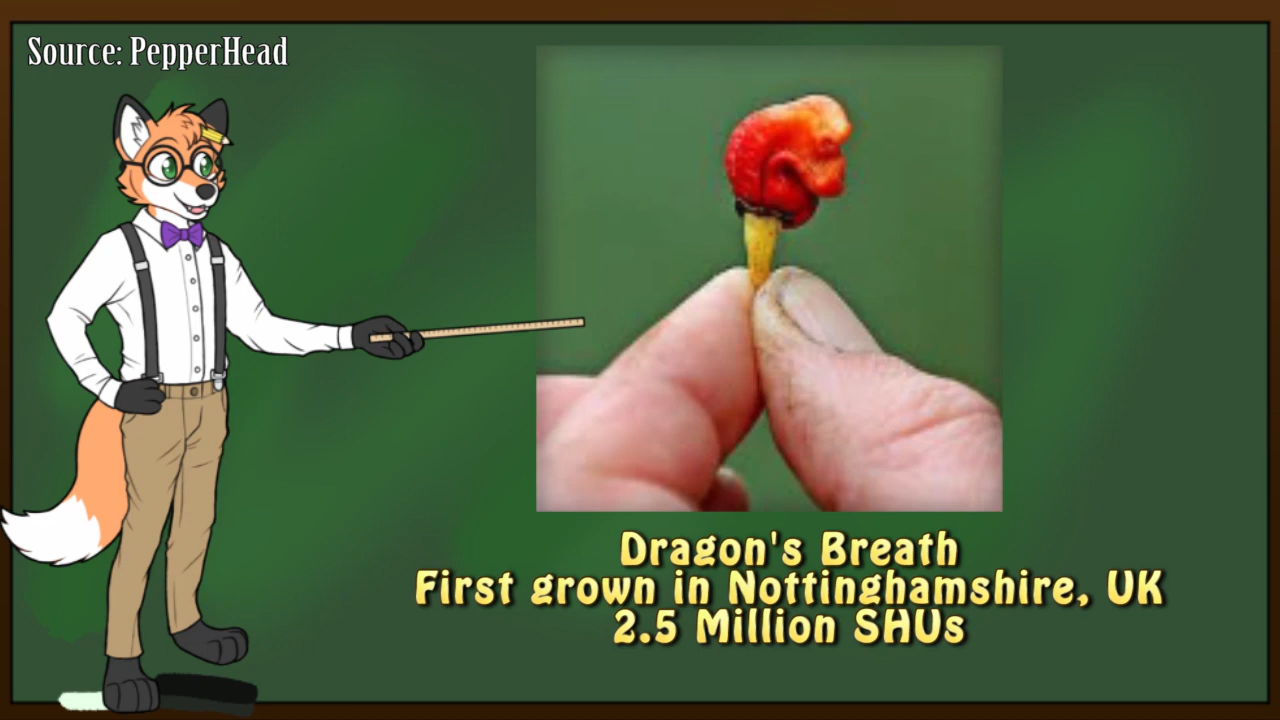 Source: PepperHead
Dragon's Breath
First grown in Nottinghamshire, UK
2.5 Million SHUs